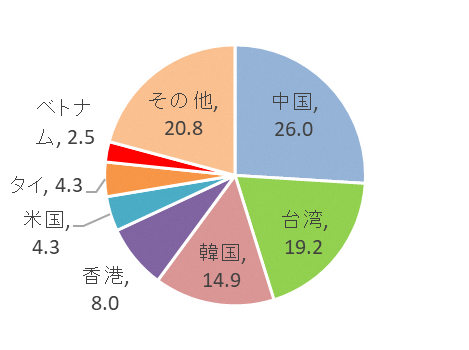 中国,
26.0
台湾,
19.2
韓国,
14.9
香港,
8.0
米国,
4.3
タイ, 4.3
ベトナ
ム, 2.5
その他,
20.8